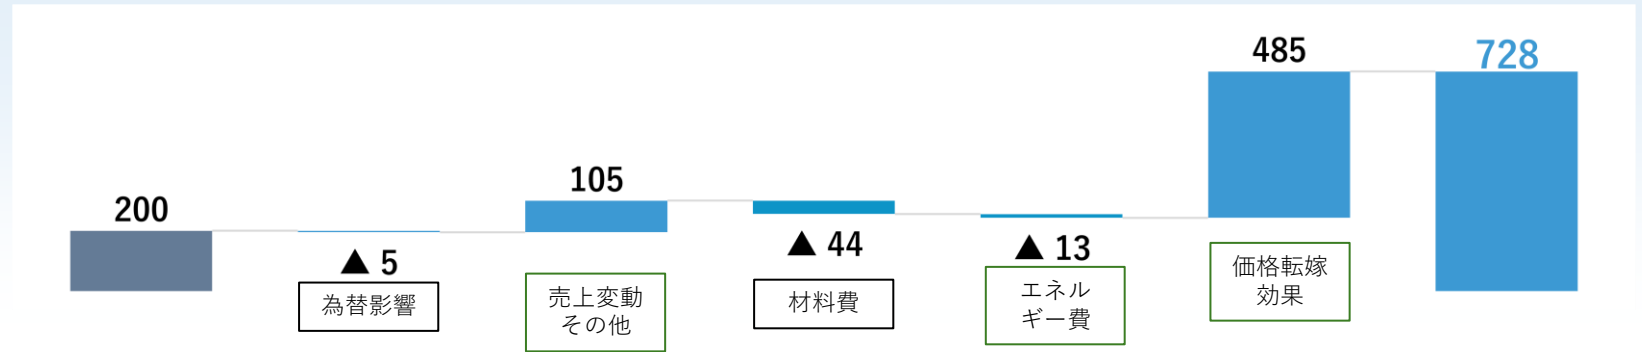 200
▲ 5
為替影響
105
売上変動
その他
▲ 44
材料費
▲ 13
エネル
ギー費
485
価格転嫁
効果
728